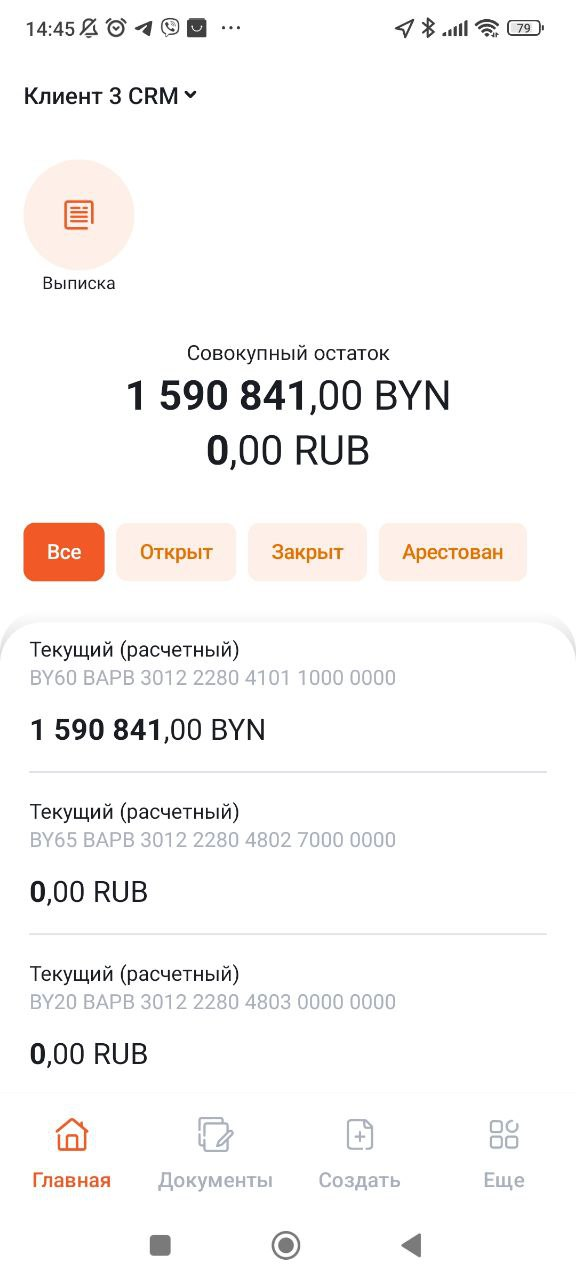 14:45 ... 79
Клиент 3 CRM
Выписка
Совокупный остаток
1 590 841,00 BYN
0,00 RUB
Все Открыт Закрыт Арестован
Текущий (расчетный)
BY60 BAPB 3012 2280 4101 1000 0000
1 590 841,00 BYN
Текущий (расчетный)
BY65 BAPB 3012 2280 4802 7000 0000
0,00 RUB
Текущий (расчетный)
BY20 BAPB 3012 2280 4803 0000 0000
0,00 RUB
Главная Документы Создать Еще